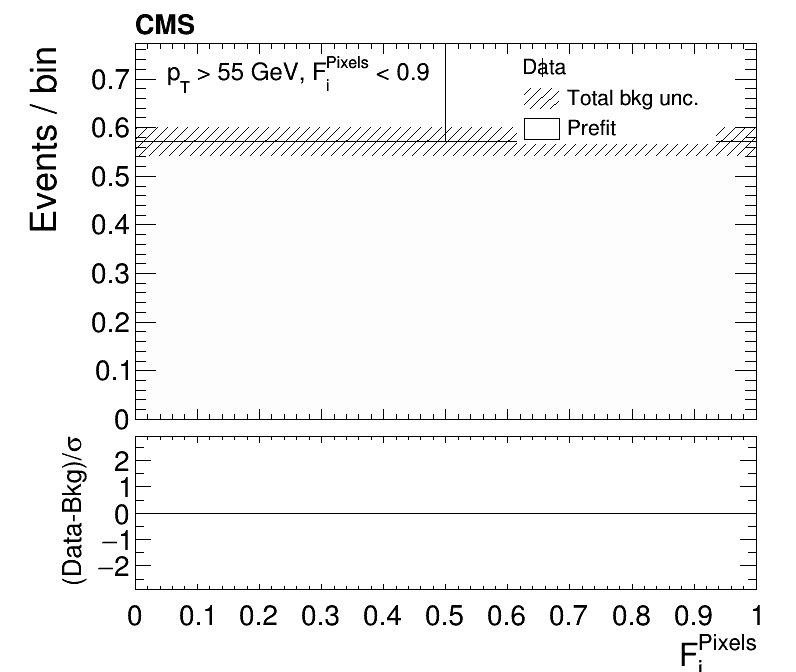 CMS
p_T > 55 GeV, F_i^Pixels < 0.9
Data
Total bkg unc.
Prefit
Events / bin
0.7
0.6
0.5
0.4
0.3
0.2
0.1
0
(Data-Bkg)/σ
2
1
0
−1
−2
0 0.1 0.2 0.3 0.4 0.5 0.6 0.7 0.8 0.9 1
F_i^Pixels